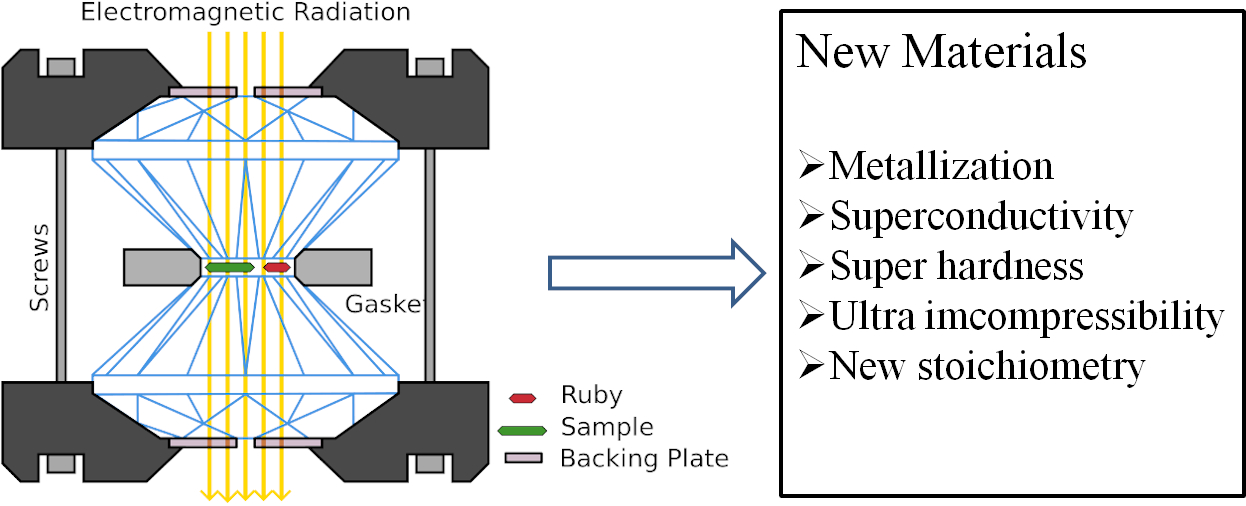 Electromagnetic Radiation
Screws
Gasket
Ruby
Sample
Backing Plate
New Materials
➢Metallization
➢Superconductivity
➢Super hardness
➢Ultra imcompressibility
➢New stoichiometry